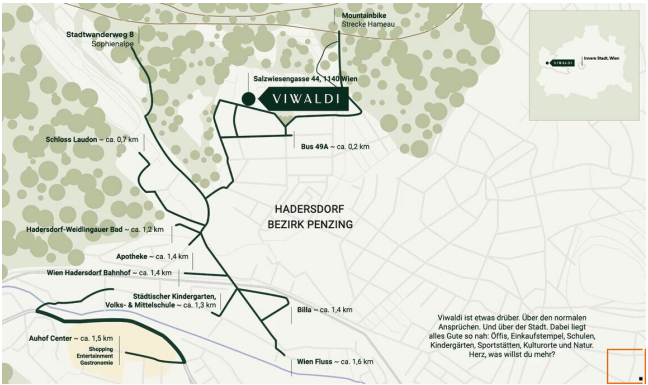 Stadtwanderweg 8
Sophienalpe
Mountainbike
Strecke Hameau
Salzwiesengasse 44, 1140 Wien
VIWALDI
VIWALDI
Innere Stadt, Wien
Schloss Laudon ~ ca. 0,7 km
Bus 49A ~ ca. 0,2 km
HADERSDORF
BEZIRK PENZING
Hadersdorf-Weidlingauer Bad ~ ca. 1,2 km
Apotheke ~ ca. 1,4 km
Wien Hadersdorf Bahnhof ~ ca. 1,4 km
Städtischer Kindergarten,
Volks- & Mittelschule ~ ca. 1,3 km
Billa ~ ca. 1,4 km
Auhof Center ~ ca. 1,5 km
Shopping
Entertainment
Gastronomie
Wien Fluss ~ ca. 1,6 km
Viwaldi ist etwas drüber. Über den normalen
Ansprüchen. Und über der Stadt. Dabei liegt
alles Gute so nah: Öffis, Einkaufstempel, Schulen,
Kindergärten, Sportstätten, Kulturorte und Natur.
Herz, was willst du mehr?